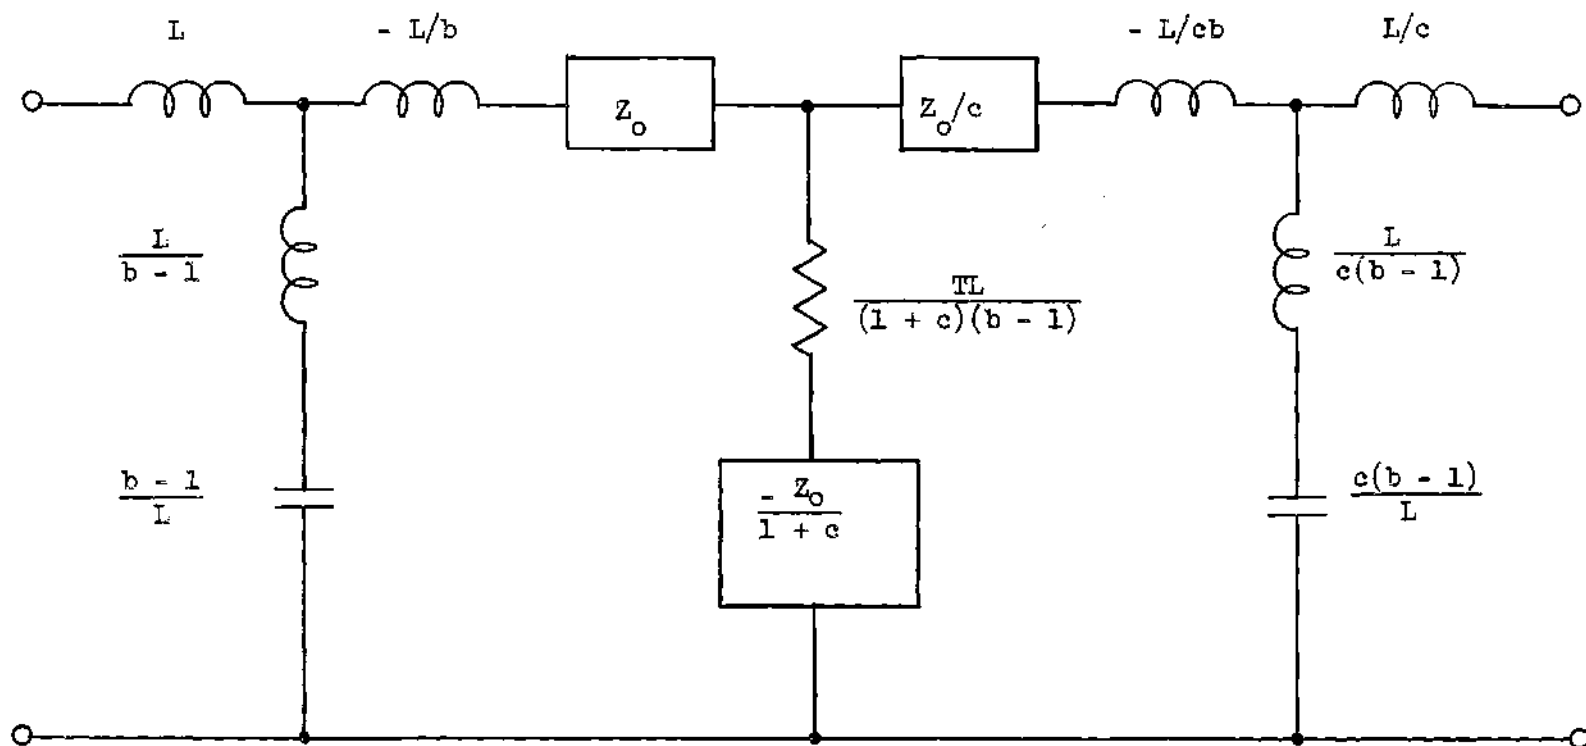 L - L/b - L/cb L/c
Z₀ Z₀/c
L
b - 1
TL
(1 + c)(b - 1)
L
c(b - 1)
b - 1
L
- Z₀
1 + c
c(b - 1)
L